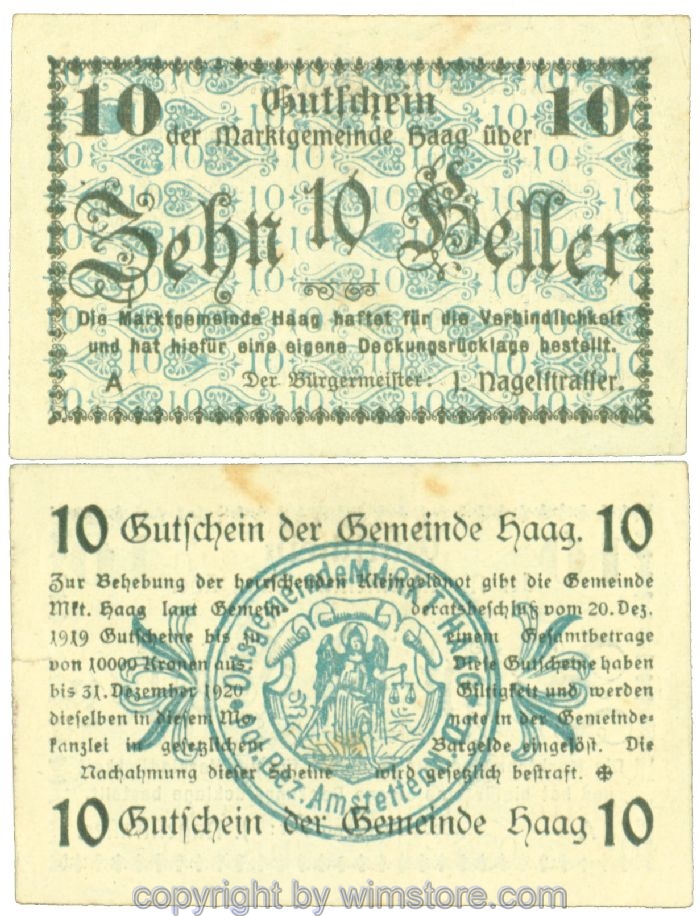 10 Gutschein 10
der Marktgemeinde Haag über
Zehn 10 Heller
Die Marktgemeinde Haag haftet für die Verbindlichkeit
und hat hiefür eine eigene Deckungsrücklage bestellt.
A Der Bürgermeister: J. Nagelstrasser.
10 Gutschein der Gemeinde Haag. 10
Zur Behebung der herrschenden Kleingeldnot gibt die Gemeinde
Mkt. Haag laut Gemein deratsbeschluß vom 20. Dez.
1919 Gutscheine bis zu einem Gesamtbetrage
von 10000 Kronen aus. Diese Gutscheine haben
bis 31. Dezember 1920 Giltigkeit und werden
dieselben in diesem Mo- nate in der Gemeinde-
kanzlei in gesetzlichem Bargelde eingelöst. Die
Nachahmung dieser Scheine wird gesetzlich bestraft.
Ortsgemeinde MARKT HAAG
Pol. Bez. Amstetten, N.Ö.
10 Gutschein der Gemeinde Haag 10
copyright by wimstore.com